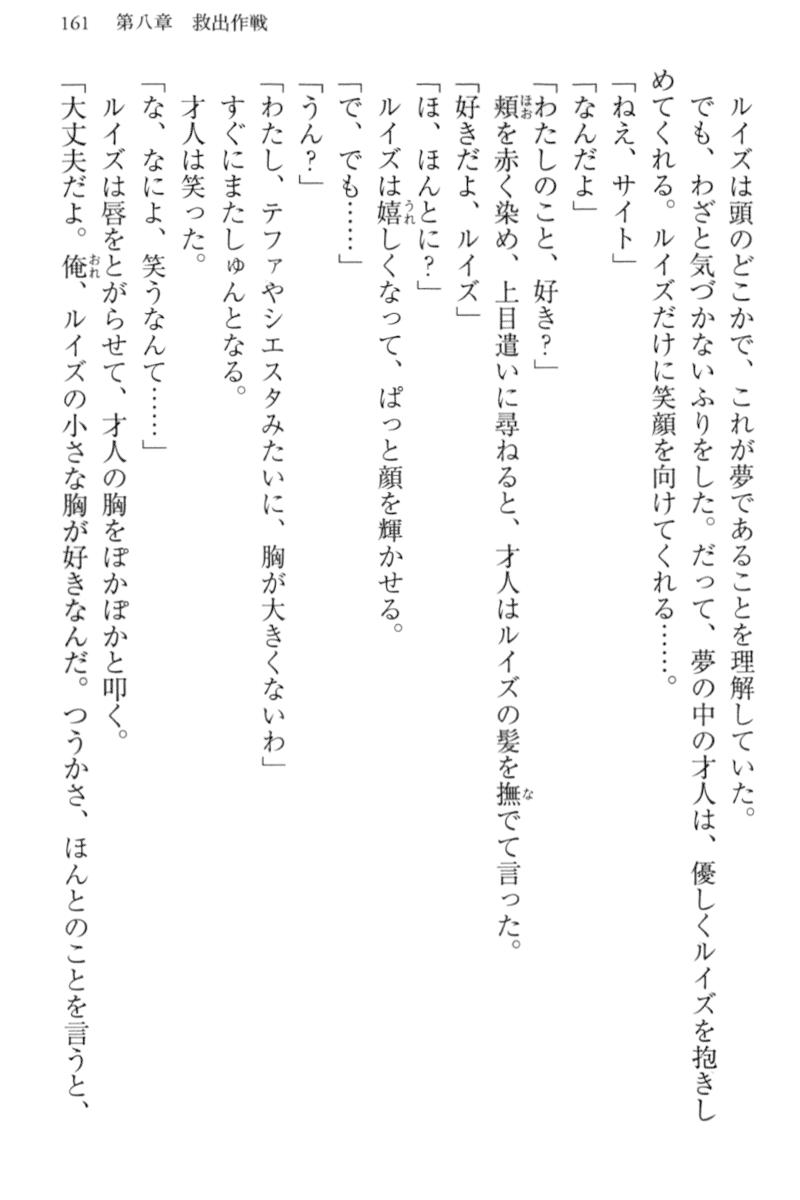 161　第八章　救出作戦
　ルイズは頭のどこかで、これが夢であることを理解していた。
　でも、わざと気づかないふりをした。だって、夢の中の才人は、優しくルイズを抱きし
めてくれる。ルイズだけに笑顔を向けてくれる……。
「ねえ、サイト」
「なんだよ」
「わたしのこと、好き?」
　頬を赤く染め、上目遣いに尋ねると、才人はルイズの髪を撫でて言った。
「好きだよ、ルイズ」
「ほ、ほんとに?」
　ルイズは嬉しくなって、ぱっと顔を輝かせる。
「で、でも……」
「うん?」
「わたし、テファやシエスタみたいに、胸が大きくないわ」
　すぐにまたしゅんとなる。
　才人は笑った。
「な、なによ、笑うなんて……」
　ルイズは唇をとがらせて、才人の胸をぽかぽかと叩く。
「大丈夫だよ。俺、ルイズの小さな胸が好きなんだ。つうかさ、ほんとのことを言うと、